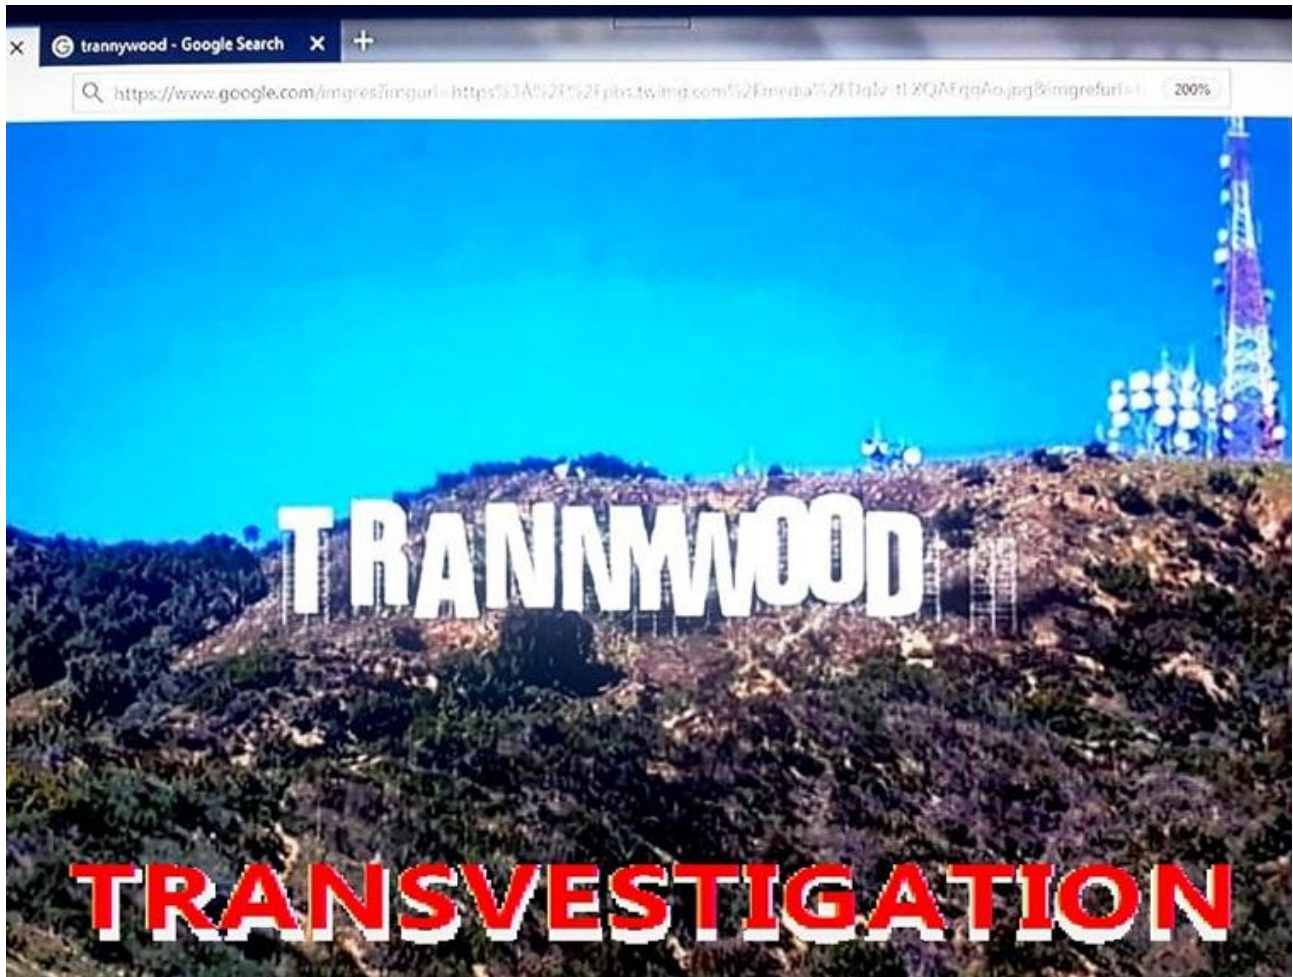 trannywood - Google Search
https://www.google.com/imgres?imgurl=https%3A%2F%2Fpbs.twimg.com%2Fmedia%2F
200%
TRANNYWOOD
TRANSVESTIGATION